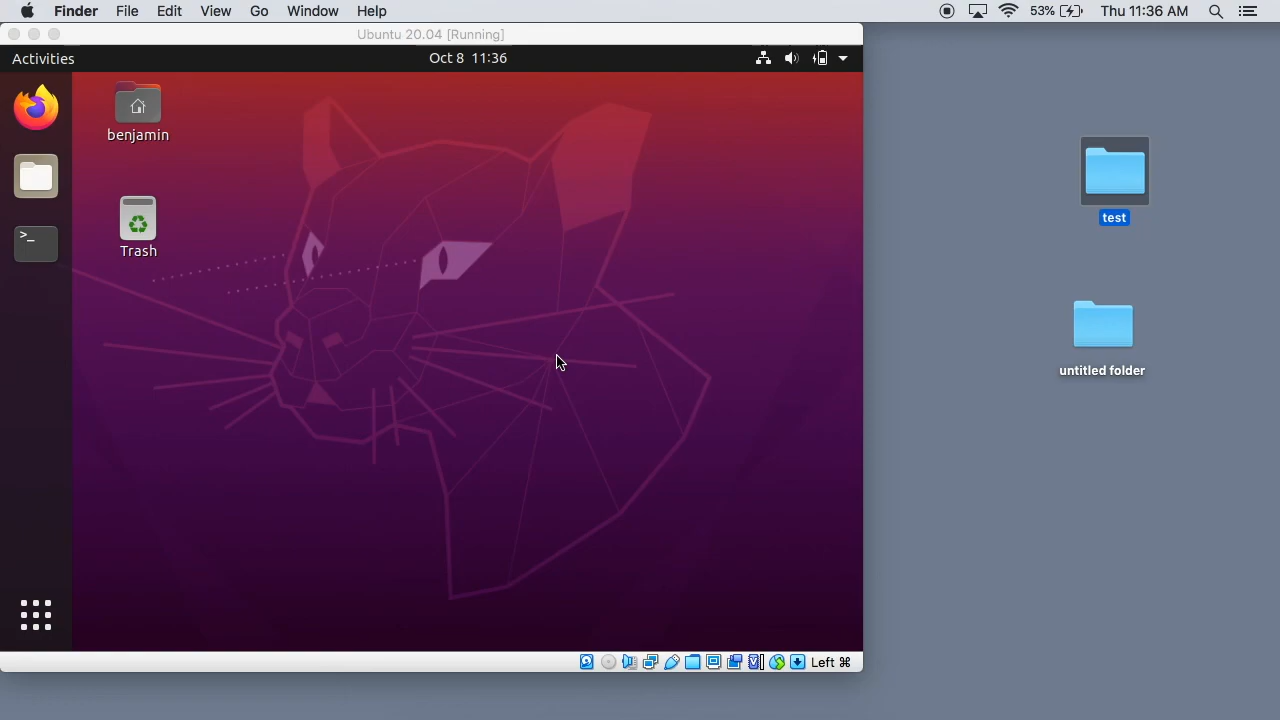 Finder File Edit View Go Window Help 53% Thu 11:36 AM
Ubuntu 20.04 [Running]
Activities Oct 8 11:36
benjamin
Trash
>_
test
untitled folder
Left ⌘